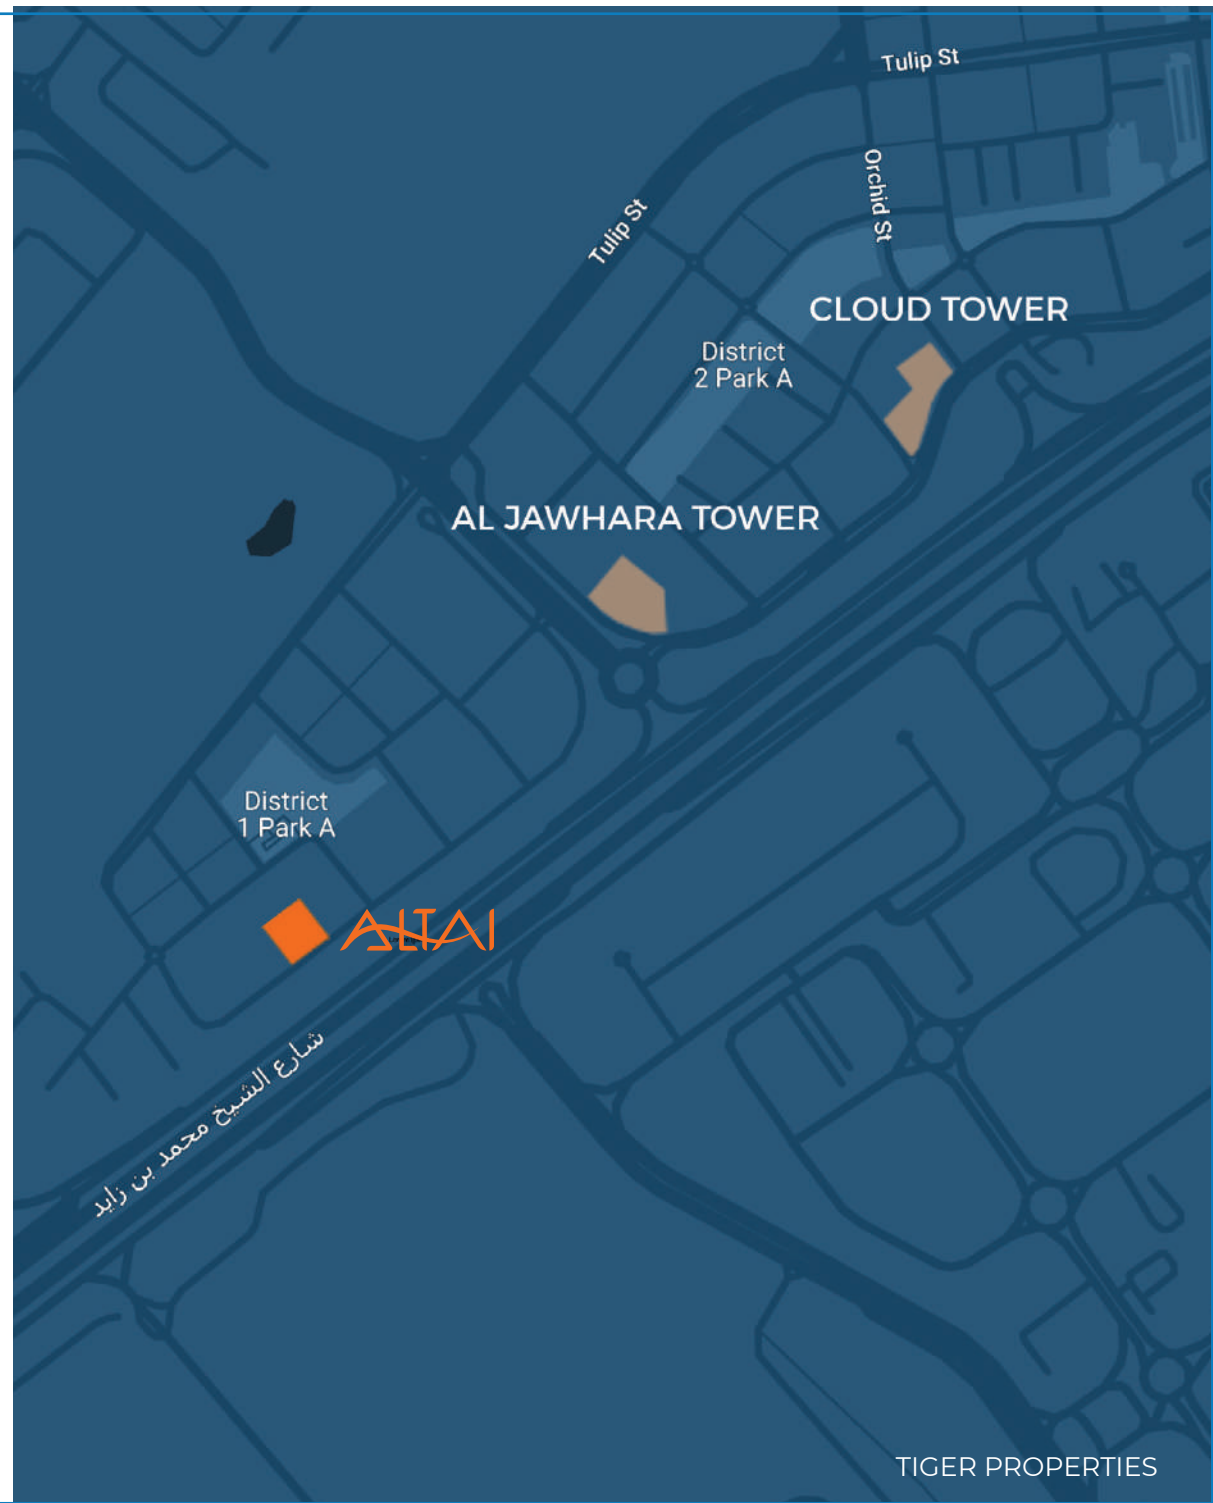 Tulip St
Orchid St
Tulip St
CLOUD TOWER
District
2 Park A
AL JAWHARA TOWER
District
1 Park A
ALTAI
شارع الشيخ محمد بن زايد
TIGER PROPERTIES